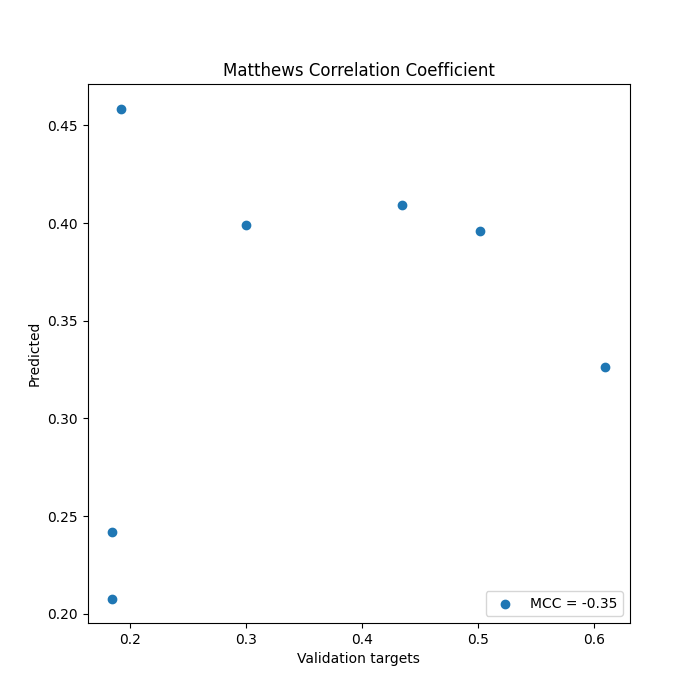 Matthews Correlation Coefficient
0.45
0.40
0.35
0.30
0.25
0.20
Predicted
MCC = -0.35
0.2 0.3 0.4 0.5 0.6
Validation targets